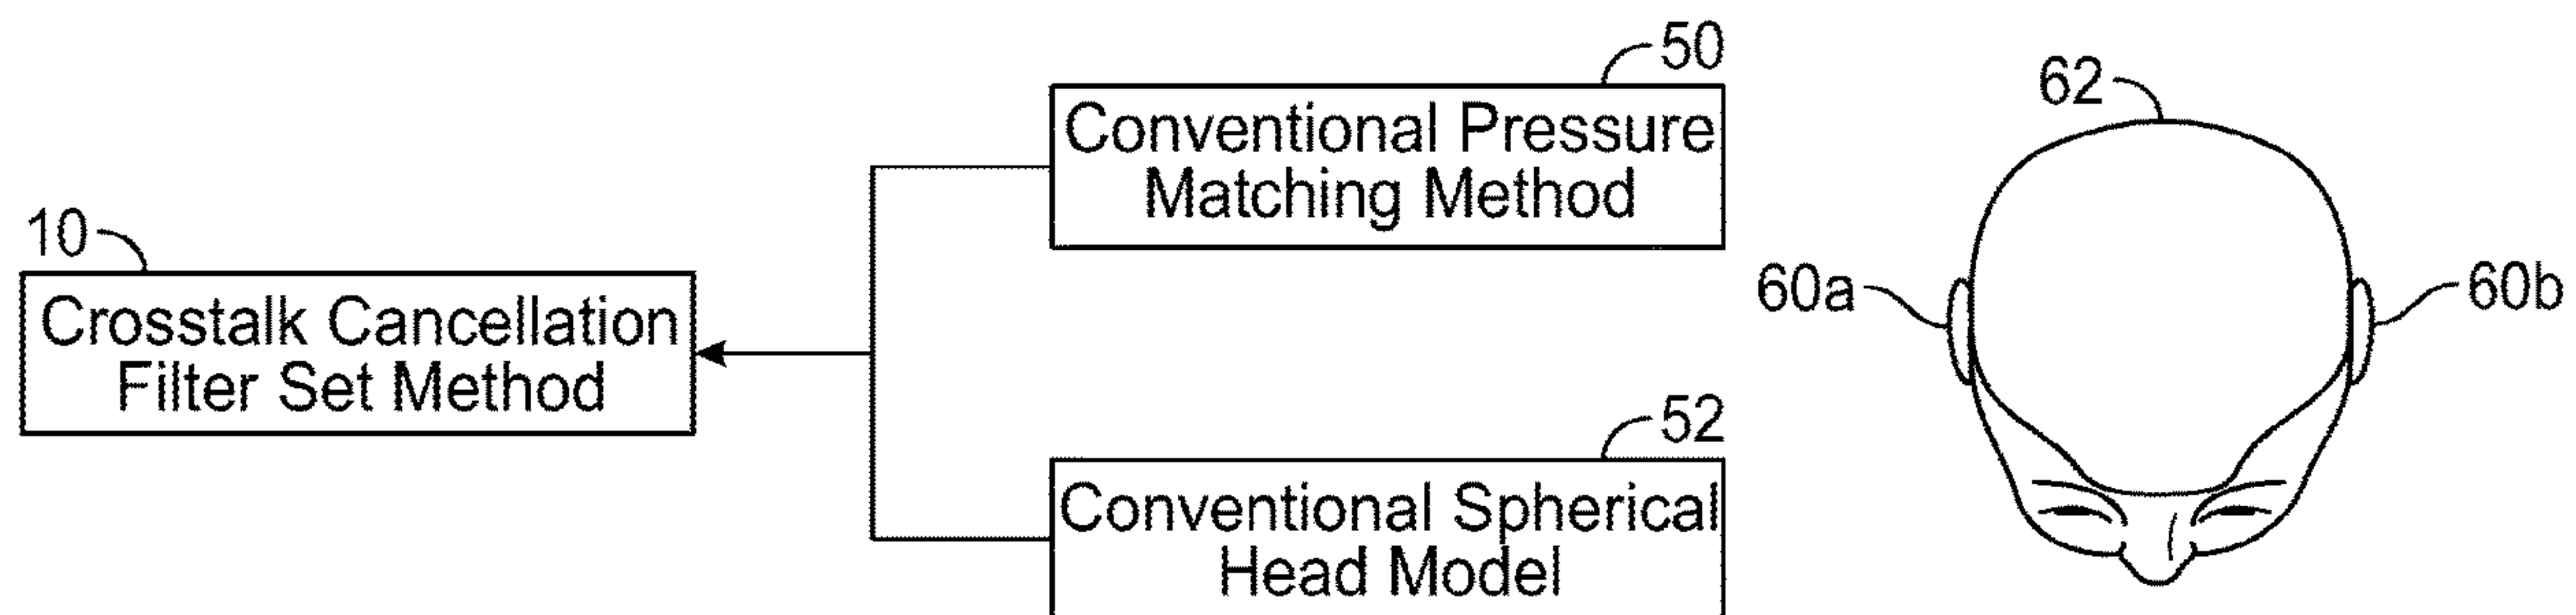 50
Conventional Pressure
Matching Method
62
10
Crosstalk Cancellation
Filter Set Method
60a
60b
52
Conventional Spherical
Head Model